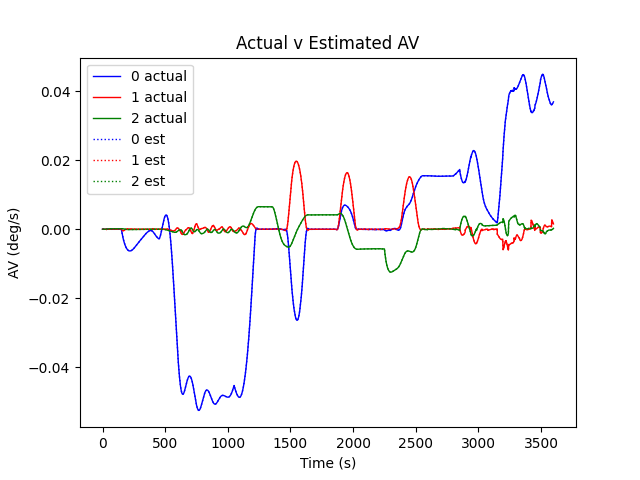 Actual v Estimated AV
0 actual
1 actual
2 actual
0 est
1 est
2 est
AV (deg/s)
0.04
0.02
0.00
−0.02
−0.04
0 500 1000 1500 2000 2500 3000 3500
Time (s)